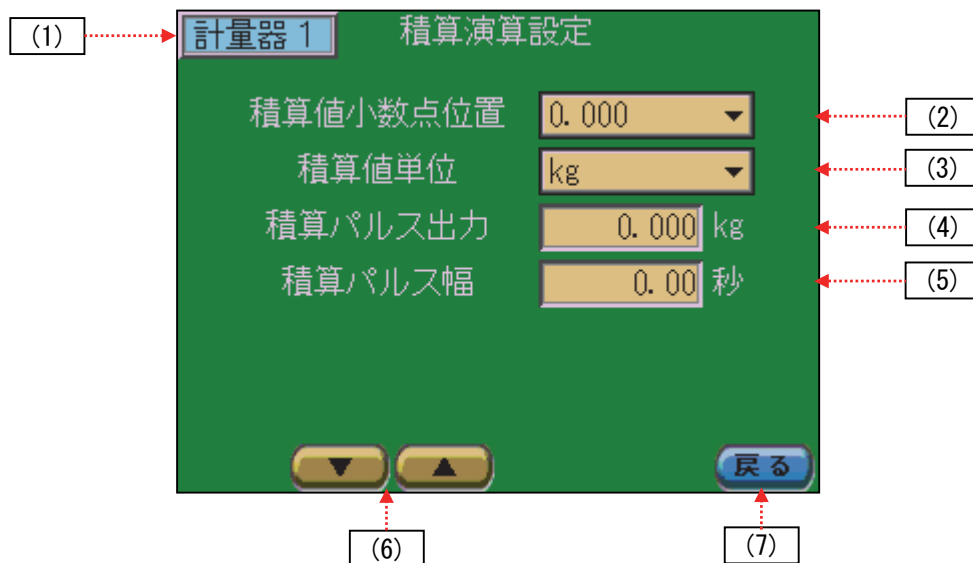 (1)
計量器 1
積算演算設定
積算値小数点位置 0.000 ▼ (2)
積算値単位 kg ▼ (3)
積算パルス出力 0.000 kg (4)
積算パルス幅 0.00 秒 (5)
▼ ▲ 戻る
(6) (7)